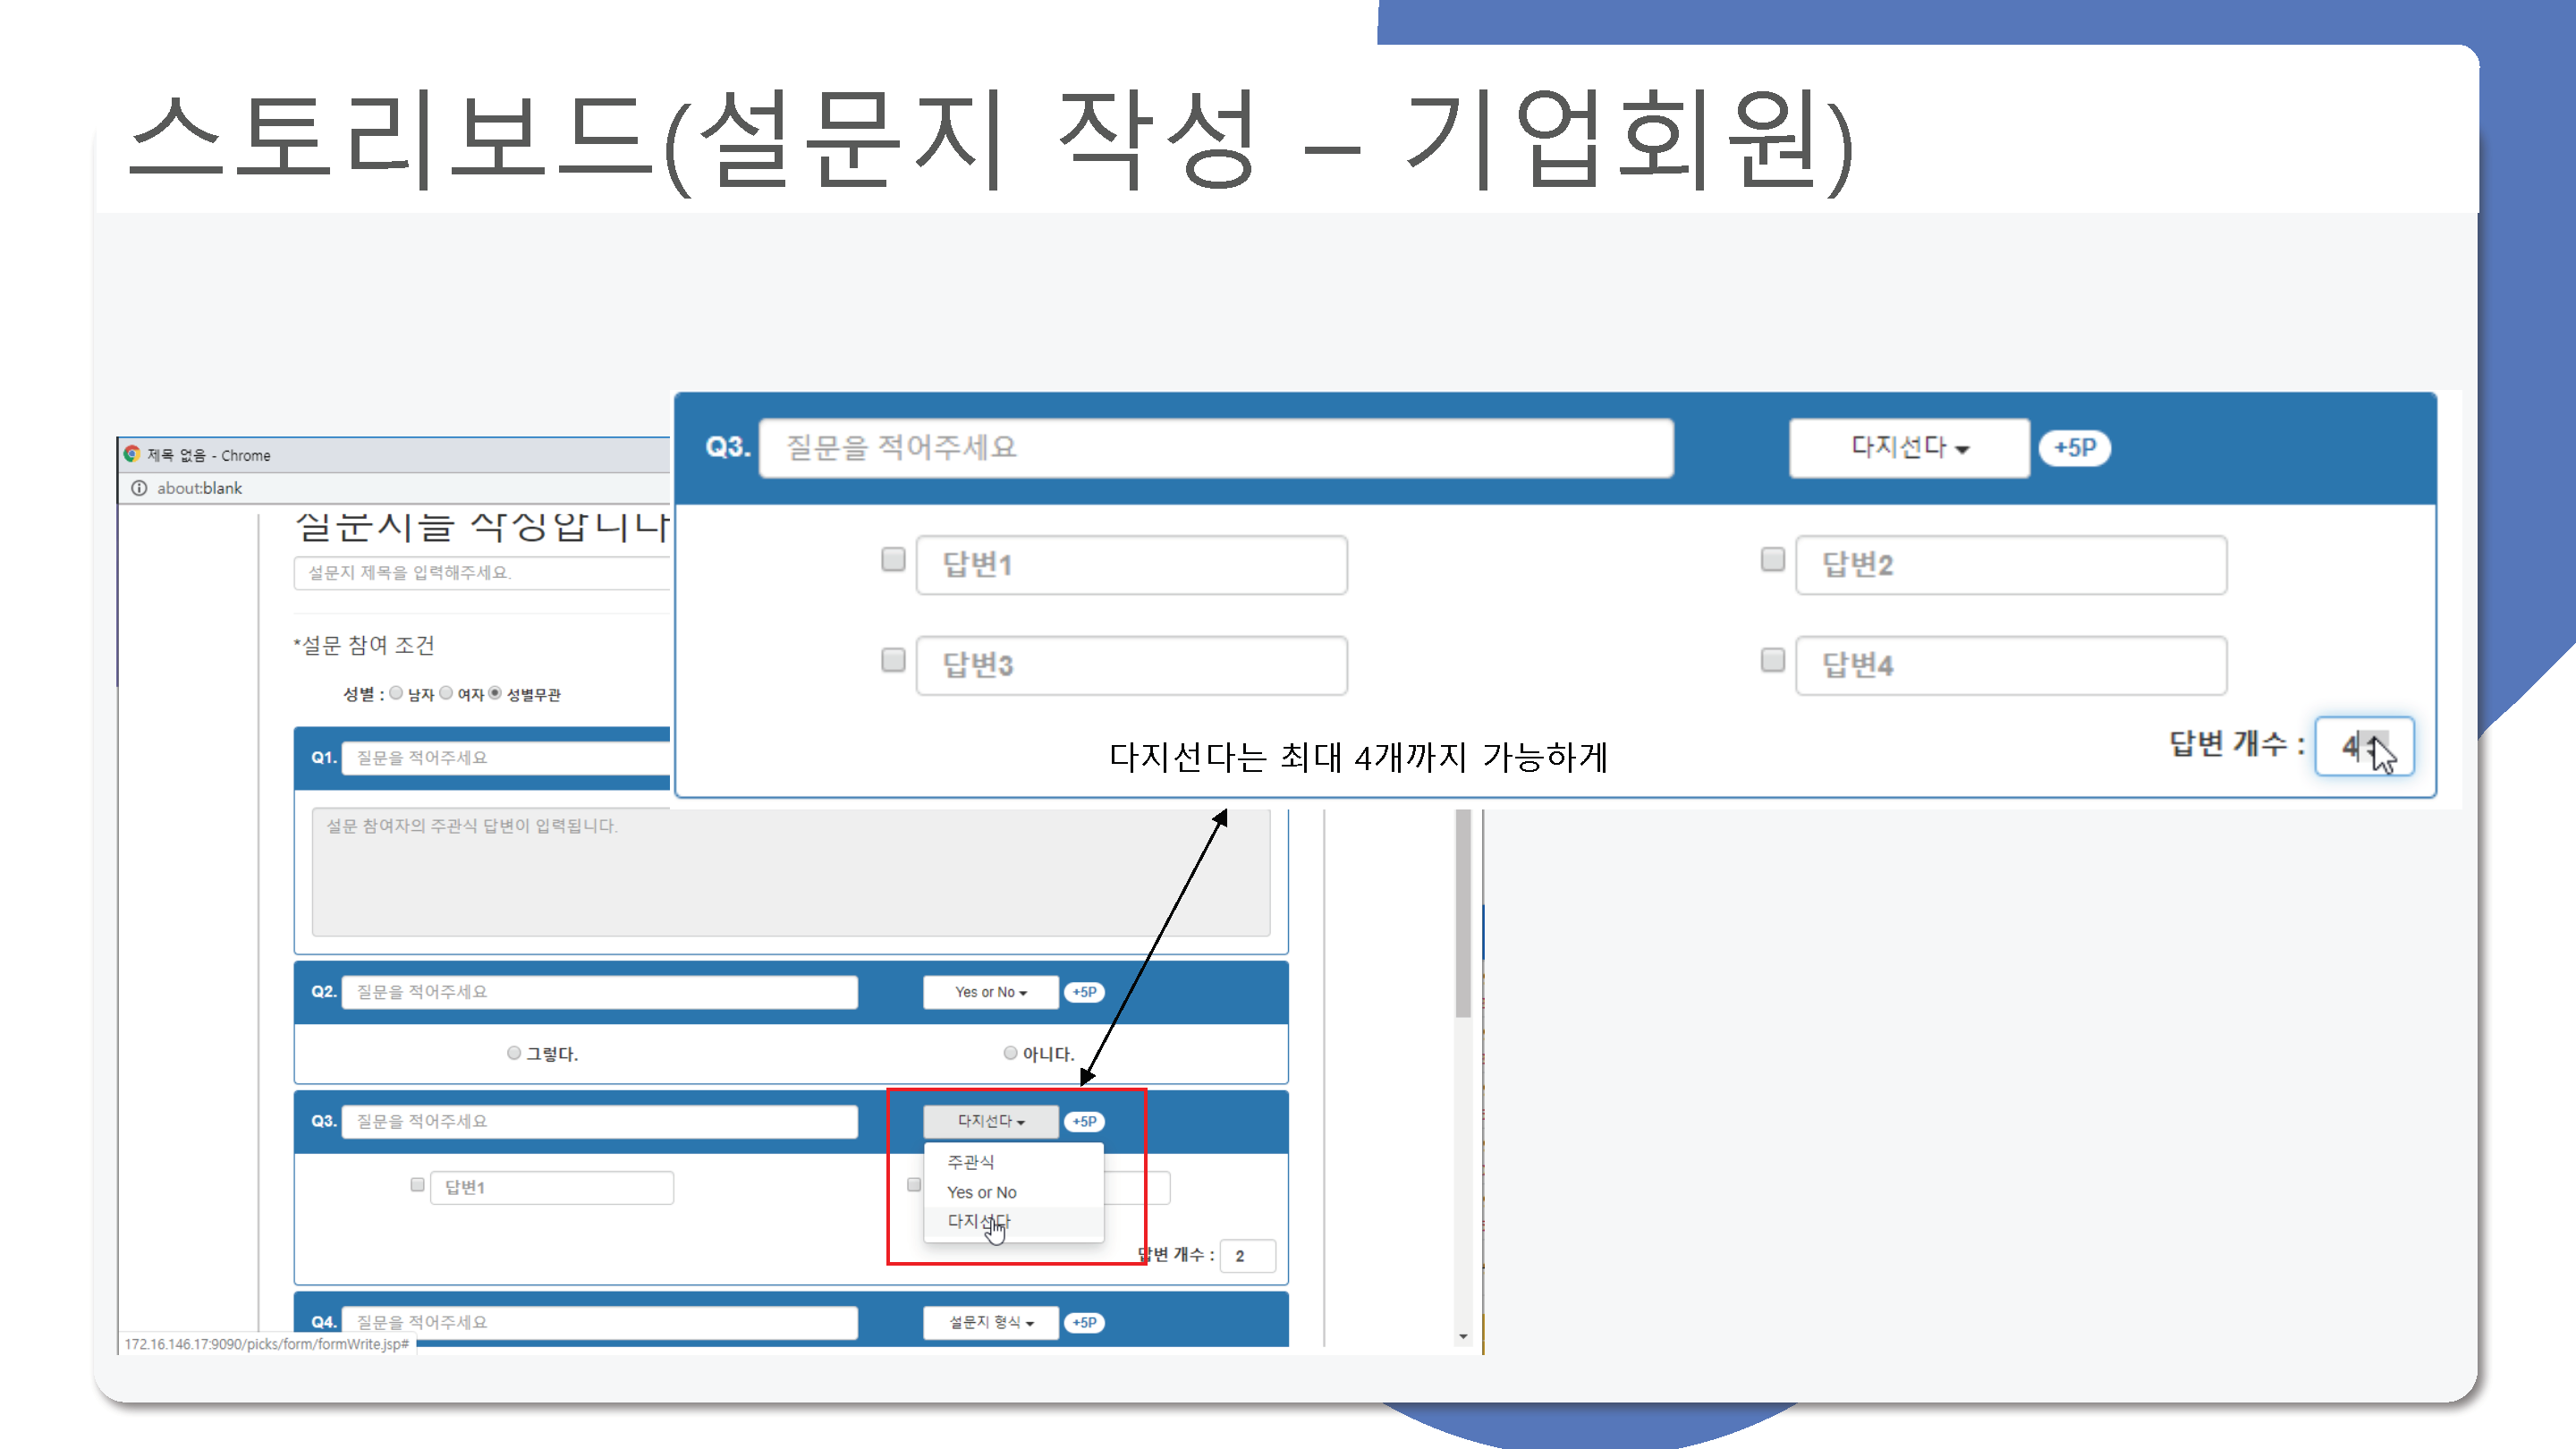 스토리보드(설문지 작성 – 기업회원)
Q3. 질문을 적어주세요 다지선다 +5P
답변1 답변2
답변3 답변4
다지선다는 최대 4개까지 가능하게
답변 개수 : 4
제목 없음 - Chrome
about:blank
설문지를 작성합니다
설문지 제목을 입력해주세요.
*설문 참여 조건
성별 : 남자 여자 성별무관
Q1. 질문을 적어주세요
설문 참여자의 주관식 답변이 입력됩니다.
Q2. 질문을 적어주세요 Yes or No +5P
그렇다. 아니다.
Q3. 질문을 적어주세요 다지선다 +5P
주관식
답변1
Yes or No
다지선다
답변 개수 : 2
Q4. 질문을 적어주세요 설문지 형식 +5P
172.16.146.17:9090/picks/form/formWrite.jsp#